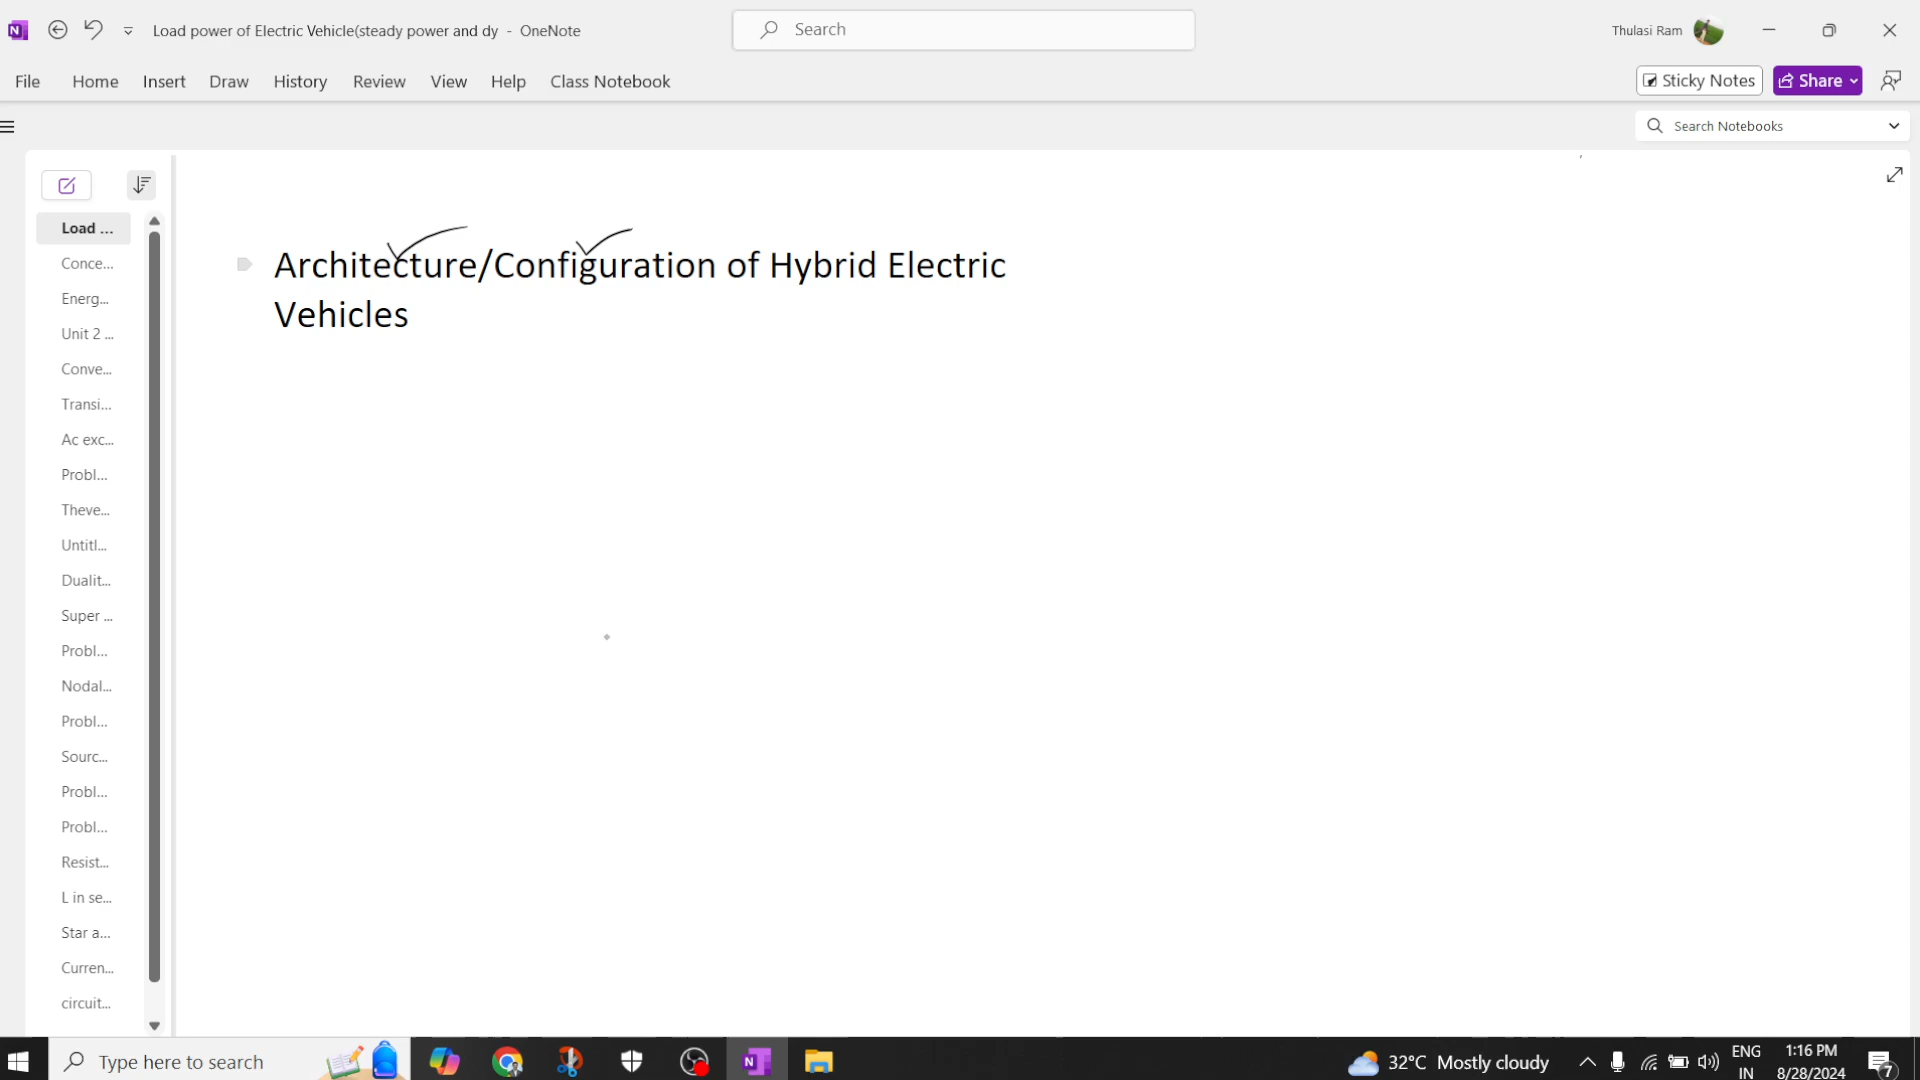 Load power of Electric Vehicle(steady power and dy - OneNote
Search
Thulasi Ram
File Home Insert Draw History Review View Help Class Notebook
Sticky Notes
Share
Search Notebooks
Load ...
Conce...
Energ...
Unit 2 ...
Conve...
Transi...
Ac exc...
Probl...
Theve...
Untitl...
Dualit...
Super ...
Probl...
Nodal...
Probl...
Sourc...
Probl...
Probl...
Resist...
L in se...
Star a...
Curren...
circuit...
Architecture/Configuration of Hybrid Electric
Vehicles
Type here to search
32°C Mostly cloudy
ENG
IN
1:16 PM
8/28/2024
7